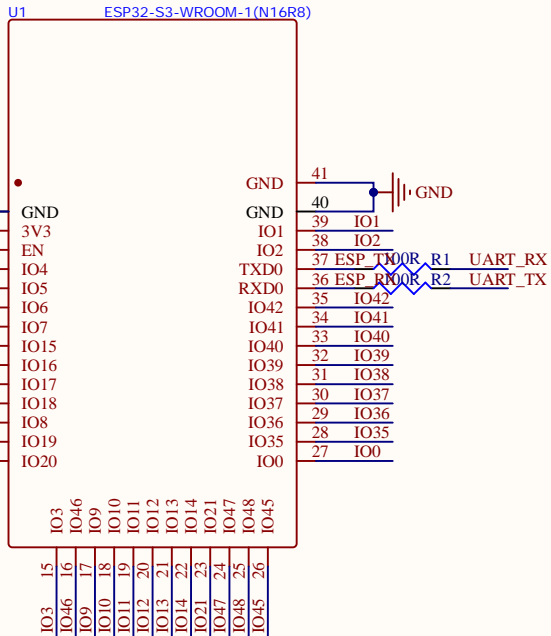 U1 ESP32-S3-WROOM-1(N16R8)
GND 41
GND GND 40 GND
3V3 IO1 39 IO1
EN IO2 38 IO2
IO4 TXD0 37 ESP_TX 100R R1 UART_RX
IO5 RXD0 36 ESP_RX 100R R2 UART_TX
IO6 IO42 35 IO42
IO7 IO41 34 IO41
IO15 IO40 33 IO40
IO16 IO39 32 IO39
IO17 IO38 31 IO38
IO18 IO37 30 IO37
IO8 IO36 29 IO36
IO19 IO35 28 IO35
IO20 IO0 27 IO0
IO3 IO46 IO9 IO10 IO11 IO12 IO13 IO14 IO21 IO47 IO48 IO45
15 16 17 18 19 20 21 22 23 24 25 26
IO3 IO46 IO9 IO10 IO11 IO12 IO13 IO14 IO21 IO47 IO48 IO45